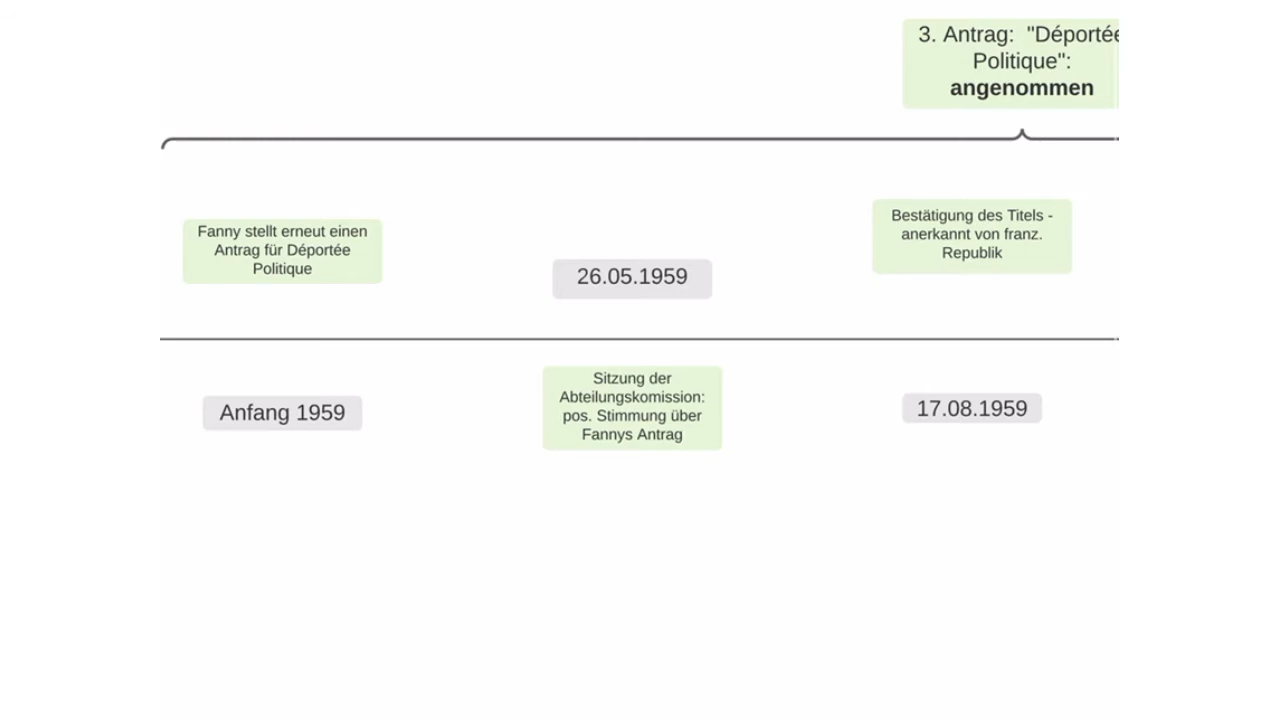 3. Antrag: "Déportée
Politique":
angenommen
Fanny stellt erneut einen
Antrag für Déportée
Politique
26.05.1959
Bestätigung des Titels -
anerkannt von franz.
Republik
Anfang 1959
Sitzung der
Abteilungskomission:
pos. Stimmung über
Fannys Antrag
17.08.1959